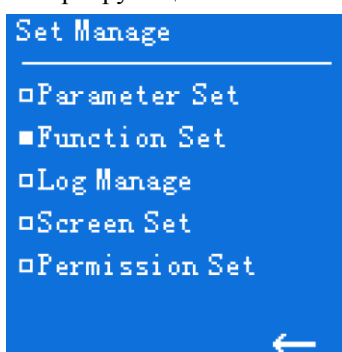 Set Manage
Parameter Set
Function Set
Log Manage
Screen Set
Permission Set